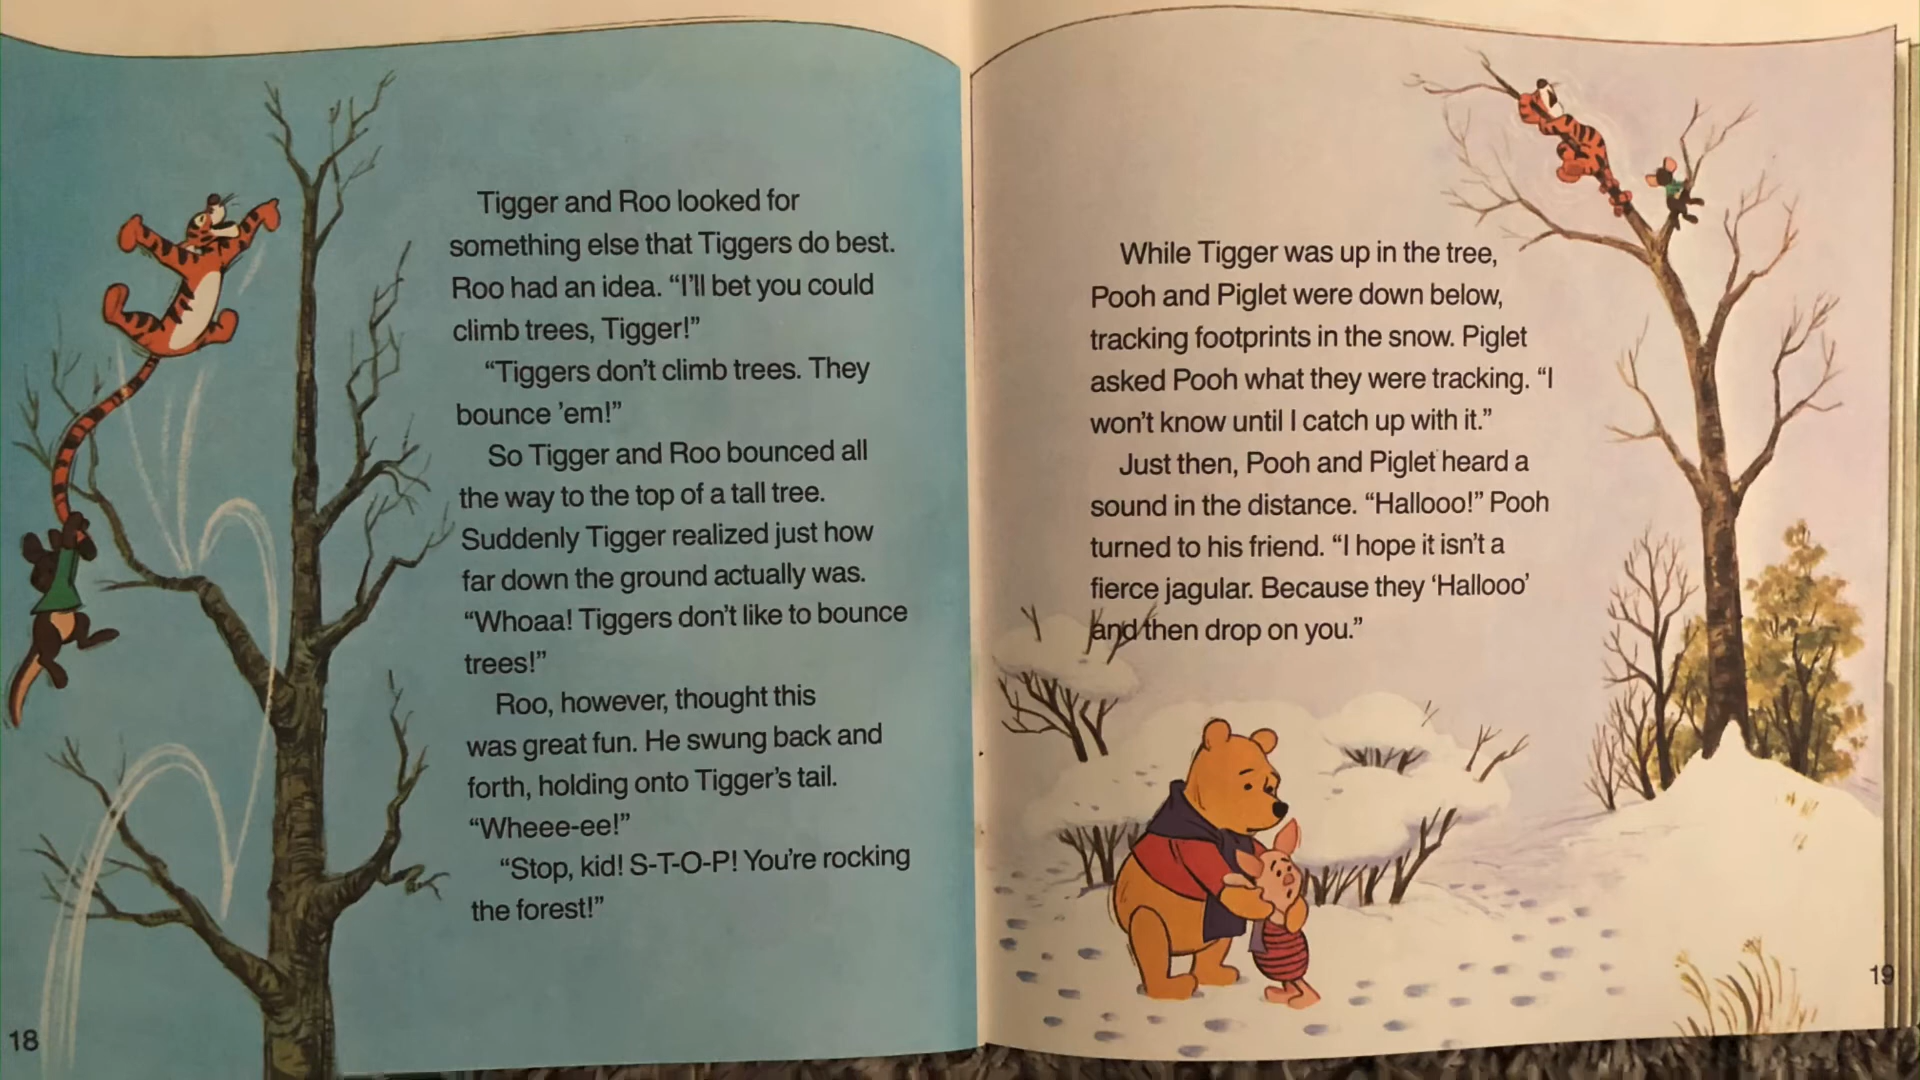 Tigger and Roo looked for
something else that Tiggers do best.
Roo had an idea. “I’ll bet you could
climb trees, Tigger!”
“Tiggers don’t climb trees. They
bounce ’em!”
So Tigger and Roo bounced all
the way to the top of a tall tree.
Suddenly Tigger realized just how
far down the ground actually was.
“Whoaa! Tiggers don’t like to bounce
trees!”
Roo, however, thought this
was great fun. He swung back and
forth, holding onto Tigger’s tail.
“Wheee-ee!”
“Stop, kid! S-T-O-P! You’re rocking
the forest!”
18
While Tigger was up in the tree,
Pooh and Piglet were down below,
tracking footprints in the snow. Piglet
asked Pooh what they were tracking. “I
won’t know until I catch up with it.”
Just then, Pooh and Piglet heard a
sound in the distance. “Hallooo!” Pooh
turned to his friend. “I hope it isn’t a
fierce jagular. Because they ‘Hallooo’
and then drop on you.”
19